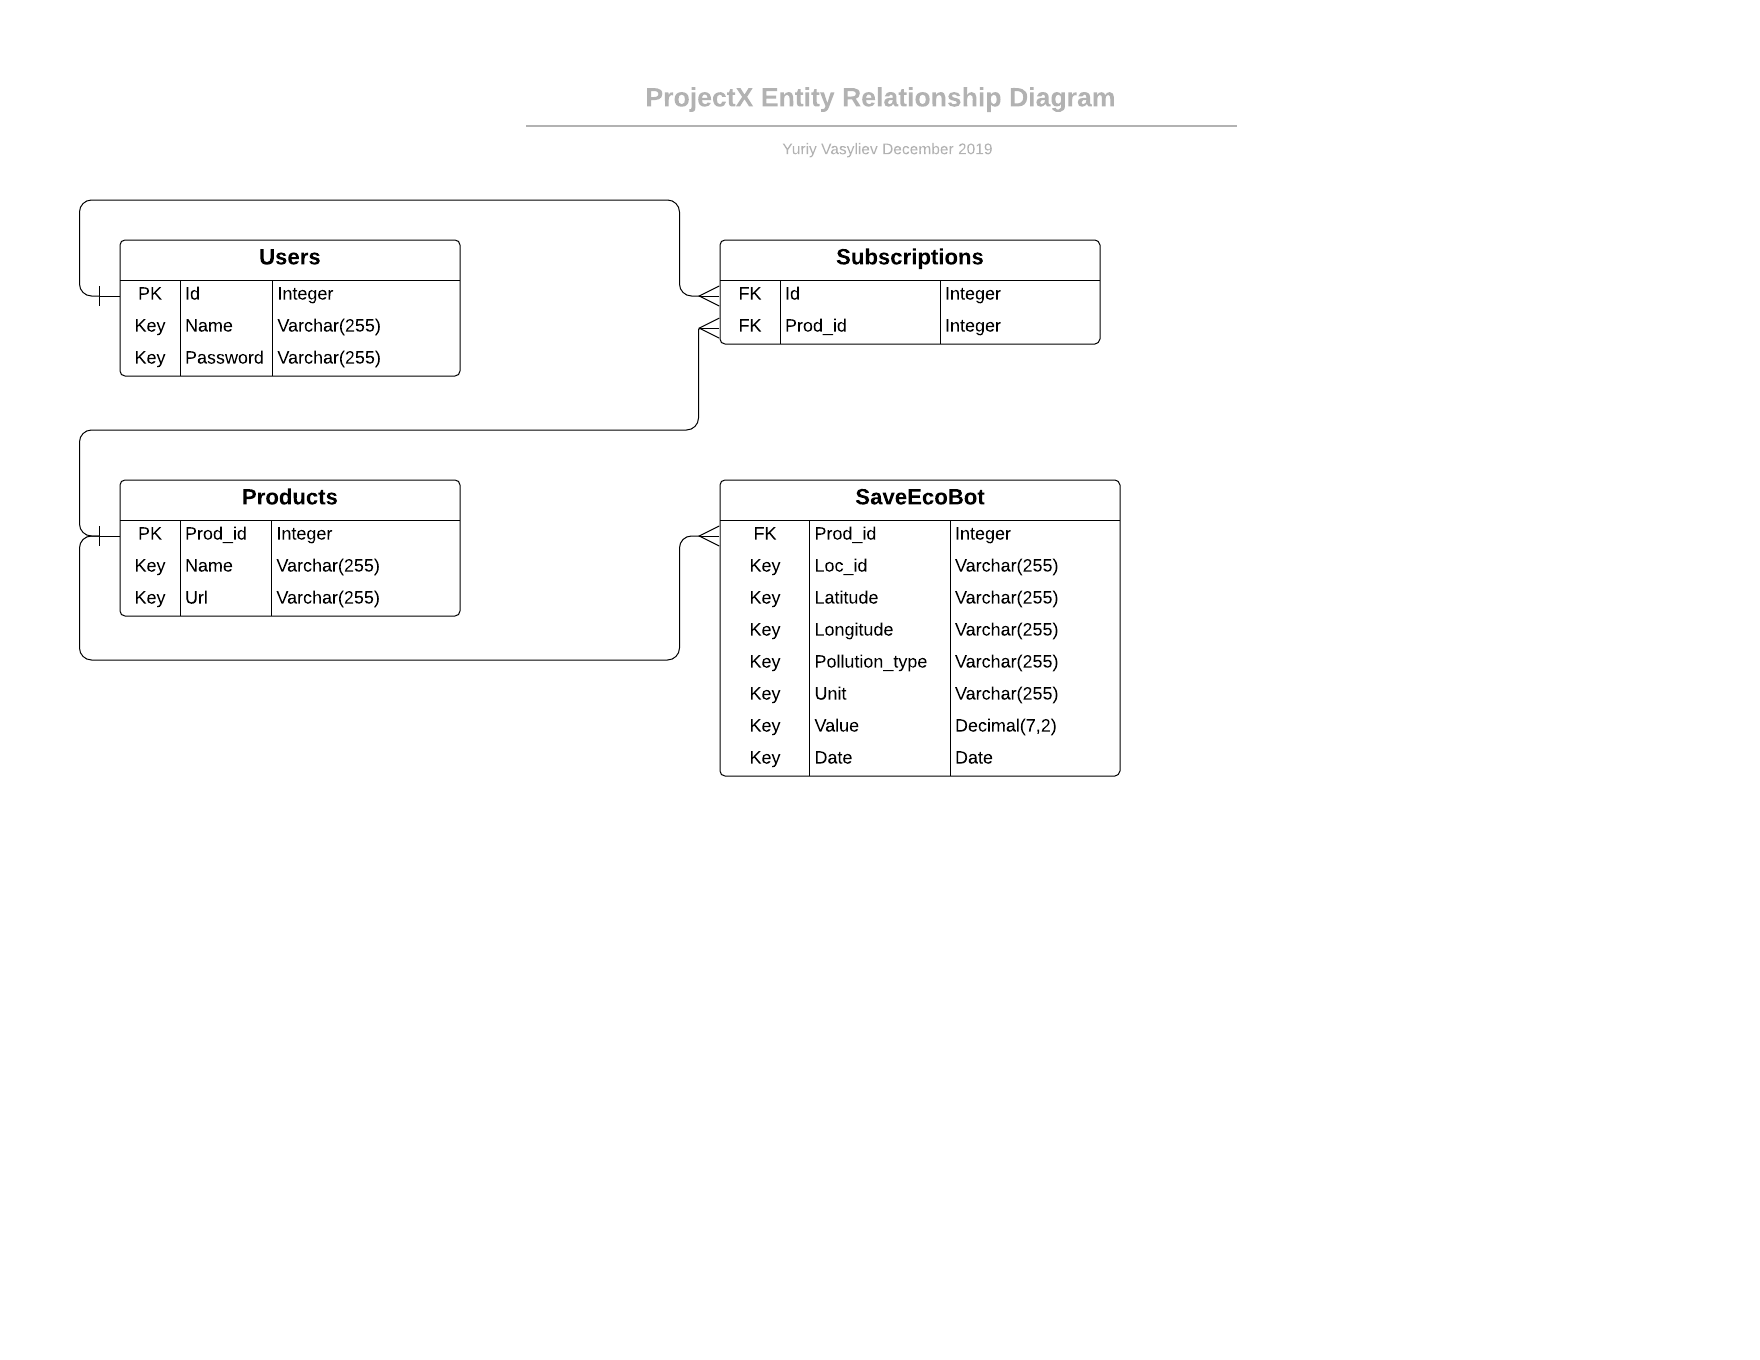 ProjectX Entity Relationship Diagram
Yuriy Vasyliev December 2019
Users
PK Id Integer
Key Name Varchar(255)
Key Password Varchar(255)
Subscriptions
FK Id Integer
FK Prod_id Integer
Products
PK Prod_id Integer
Key Name Varchar(255)
Key Url Varchar(255)
SaveEcoBot
FK Prod_id Integer
Key Loc_id Varchar(255)
Key Latitude Varchar(255)
Key Longitude Varchar(255)
Key Pollution_type Varchar(255)
Key Unit Varchar(255)
Key Value Decimal(7,2)
Key Date Date